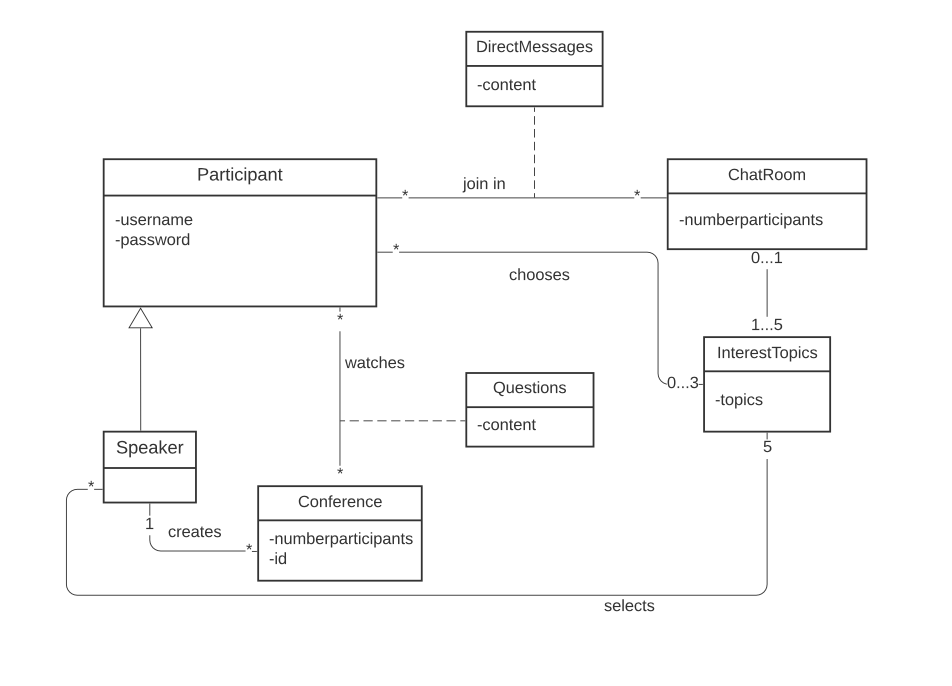 DirectMessages
-content
Participant
-username
-password
* join in *
ChatRoom
-numberparticipants
*
chooses
0...3
0...1
1...5
InterestTopics
-topics
5
*
watches
*
Questions
-content
Speaker
*
1
creates
*
Conference
-numberparticipants
-id
selects